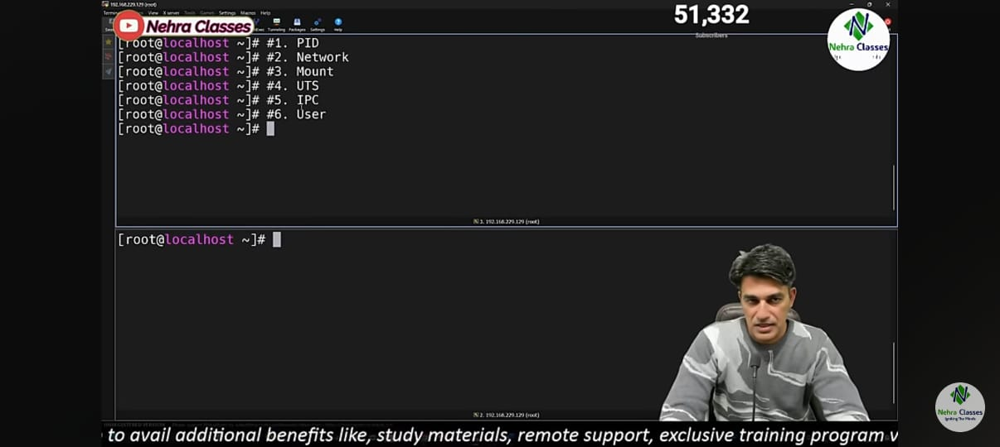 192.168.229.129 (root)
View X server Tools Games Settings Macros Help
Nehra Classes
Tunneling Packages Settings Help
51,332
Subscribers
Nehra Classes
[root@localhost ~]# #1. PID
[root@localhost ~]# #2. Network
[root@localhost ~]# #3. Mount
[root@localhost ~]# #4. UTS
[root@localhost ~]# #5. IPC
[root@localhost ~]# #6. User
[root@localhost ~]#
3. 192.168.229.129 (root)
[root@localhost ~]#
2. 192.168.229.129 (root)
Nehra Classes
Igniting The Minds
to avail additional benefits like, study materials, remote support, exclusive training program